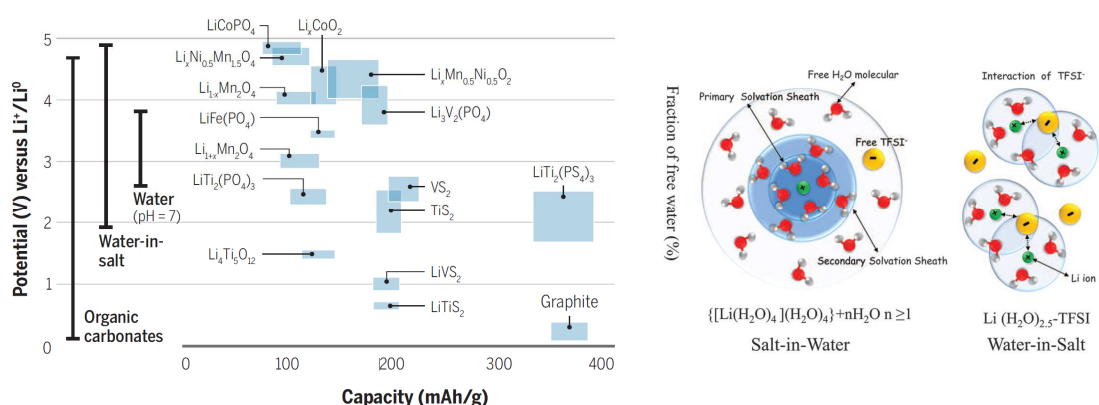 Potential (V) versus Li⁺/Li⁰
5
4
3
2
1
0
Organic
carbonates
Water-in-
salt
Water
(pH = 7)
LiCoPO₄
LiₓCoO₂
LiₓNi₀.₅Mn₁.₅O₄
LiₓMn₀.₅Ni₀.₅O₂
Li₁₋ₓMn₂O₄
Li₃V₂(PO₄)
LiFe(PO₄)
Li₁₊ₓMn₂O₄
LiTi₂(PO₄)₃
VS₂
TiS₂
LiTi₂(PS₄)₃
Li₄Ti₅O₁₂
LiVS₂
LiTiS₂
Graphite
0
100
200
300
400
Capacity (mAh/g)
Fraction of free water (%)
Free H₂O molecular
Primary Solvation Sheath
Free TFSI⁻
Secondary Solvation Sheath
{[Li(H₂O)₄](H₂O)₄}+nH₂O n ≥1
Salt-in-Water
Interaction of TFSI⁻
Li ion
Li (H₂O)₂.₅-TFSI
Water-in-Salt